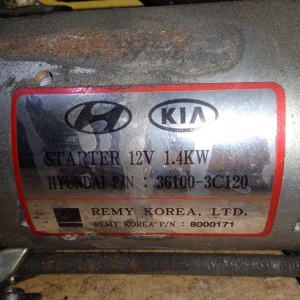 KIA
STARTER 12V 1.4KW
HYUNDAI P/N : 36100-3C120
REMY KOREA. LTD.
REMY KOREA P/N : 8000171